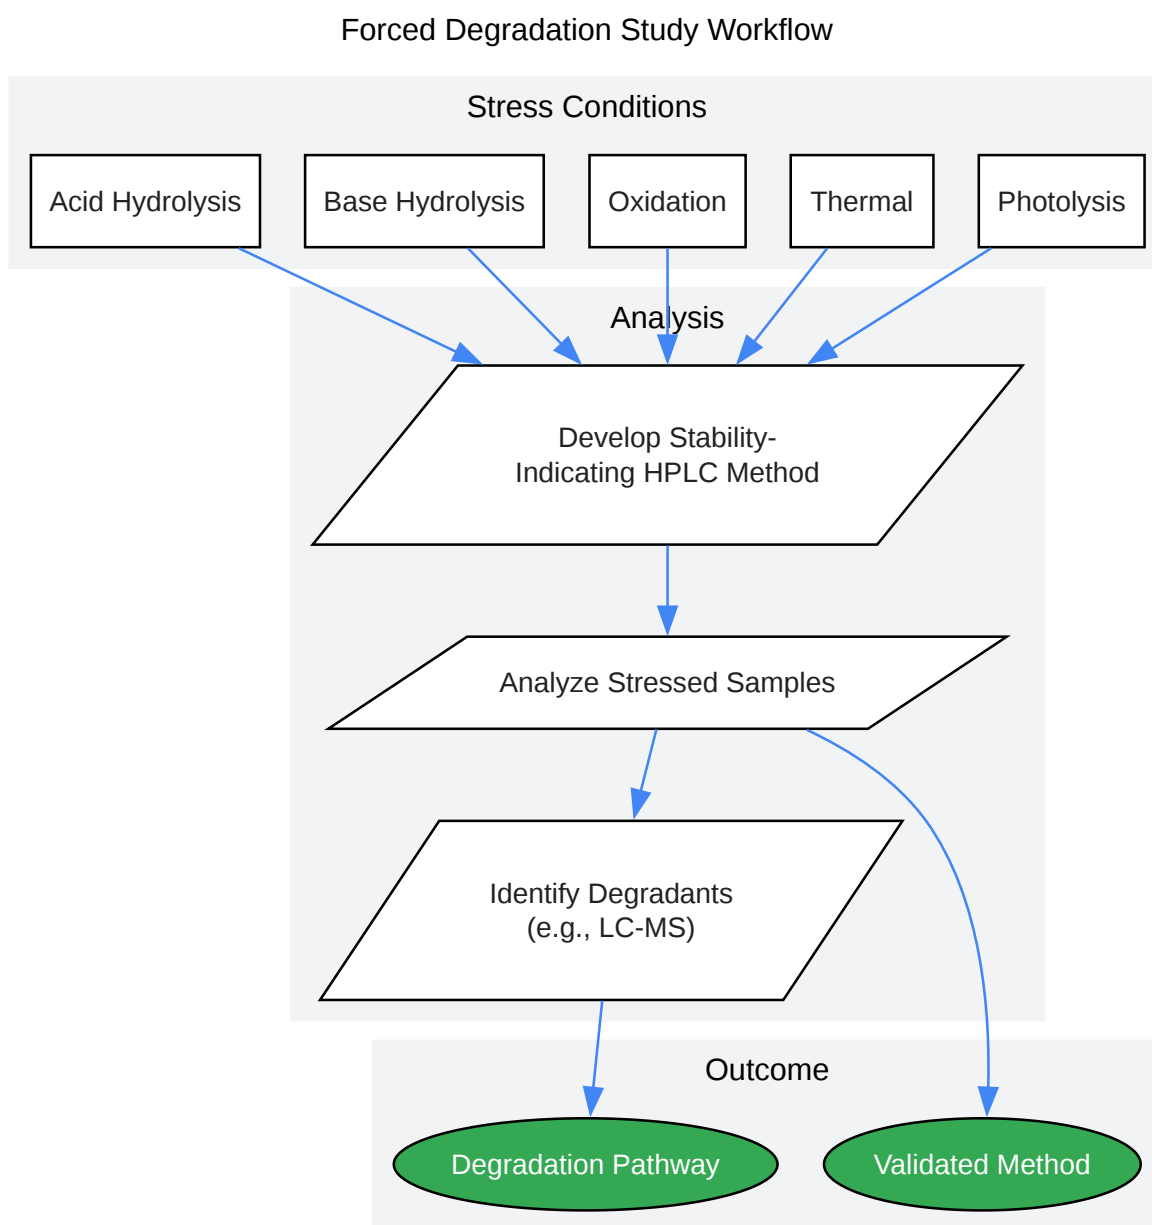 Forced Degradation Study Workflow
Stress Conditions
Acid Hydrolysis
Base Hydrolysis
Oxidation
Thermal
Photolysis
Analysis
Develop Stability-
Indicating HPLC Method
Analyze Stressed Samples
Identify Degradants
(e.g., LC-MS)
Outcome
Degradation Pathway
Validated Method